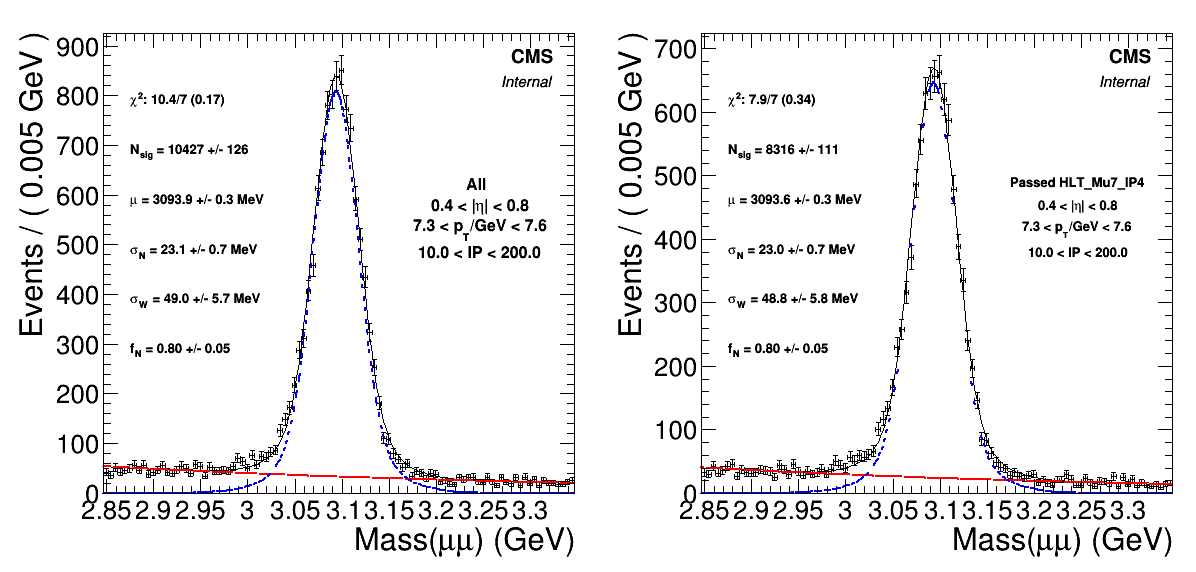 CMS
Internal
χ²: 10.4/7 (0.17)
N_sig = 10427 +/- 126
μ = 3093.9 +/- 0.3 MeV
σ_N = 23.1 +/- 0.7 MeV
σ_W = 49.0 +/- 5.7 MeV
f_N = 0.80 +/- 0.05
All
0.4 < |η| < 0.8
7.3 < p_T/GeV < 7.6
10.0 < IP < 200.0
Events / ( 0.005 GeV )
900
800
700
600
500
400
300
200
100
0
2.85 2.9 2.95 3 3.05 3.1 3.15 3.2 3.25 3.3
Mass(μμ) (GeV)
CMS
Internal
χ²: 7.9/7 (0.34)
N_sig = 8316 +/- 111
μ = 3093.6 +/- 0.3 MeV
σ_N = 23.0 +/- 0.7 MeV
σ_W = 48.8 +/- 5.8 MeV
f_N = 0.80 +/- 0.05
Passed HLT_Mu7_IP4
0.4 < |η| < 0.8
7.3 < p_T/GeV < 7.6
10.0 < IP < 200.0
Events / ( 0.005 GeV )
700
600
500
400
300
200
100
0
2.85 2.9 2.95 3 3.05 3.1 3.15 3.2 3.25 3.3
Mass(μμ) (GeV)